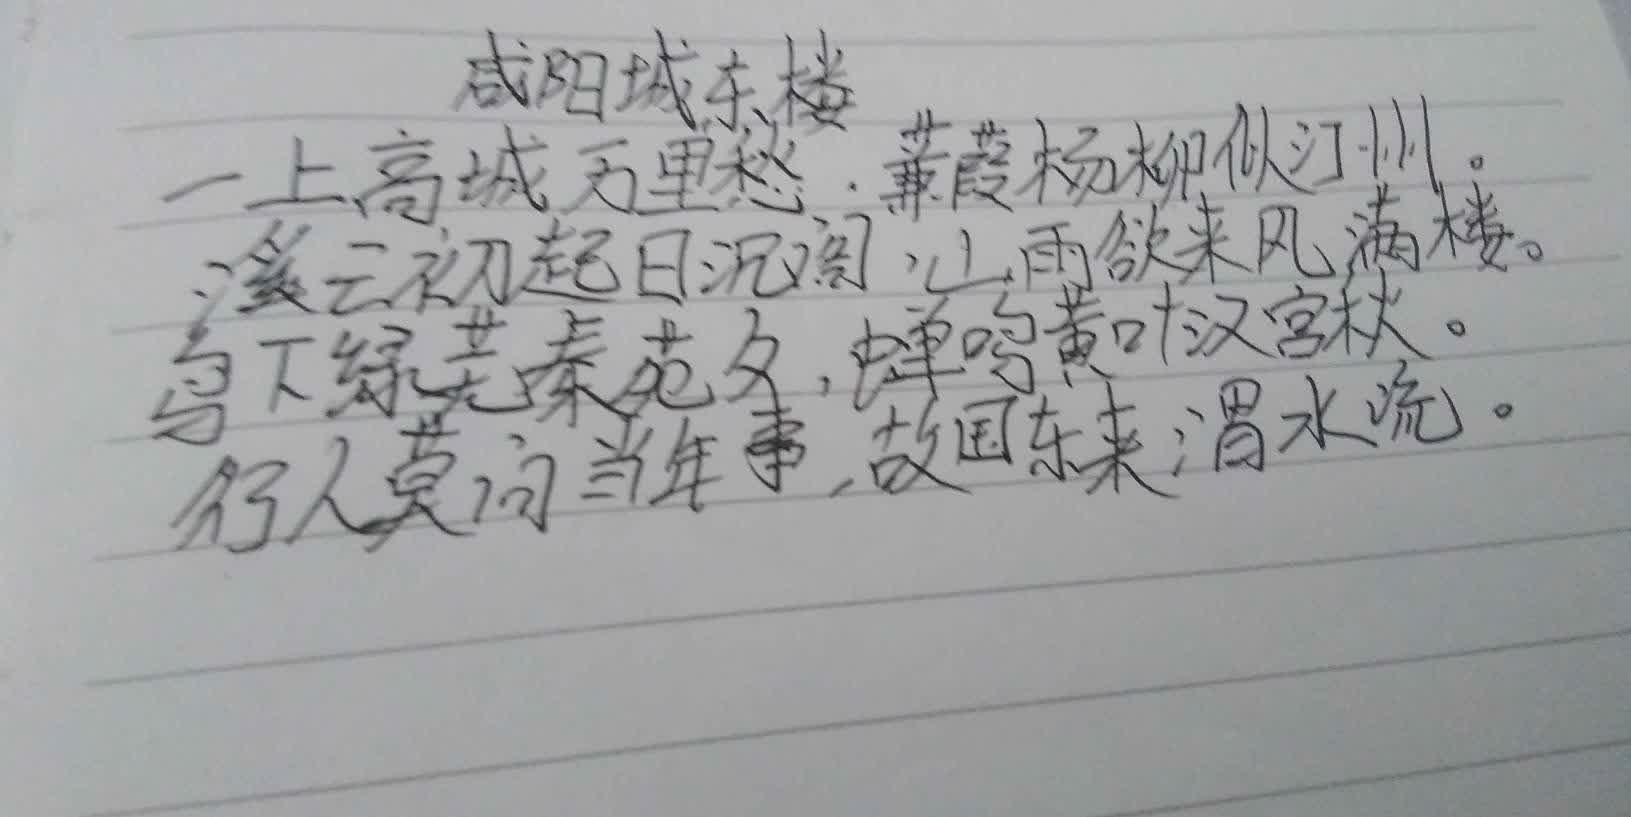 咸阳城东楼
一上高城万里愁，蒹葭杨柳似汀州。
溪云初起日沉阁，山雨欲来风满楼。
鸟下绿芜秦苑夕，蝉鸣黄叶汉宫秋。
行人莫问当年事，故国东来渭水流。